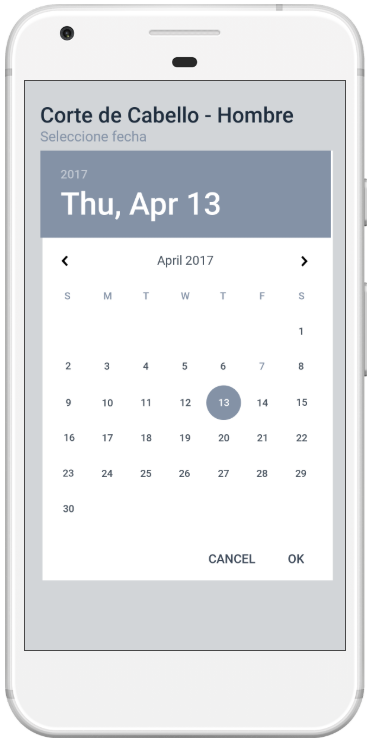 Corte de Cabello - Hombre
Seleccione fecha
2017
Thu, Apr 13
April 2017
S M T W T F S
1
2 3 4 5 6 7 8
9 10 11 12 13 14 15
16 17 18 19 20 21 22
23 24 25 26 27 28 29
30
CANCEL OK